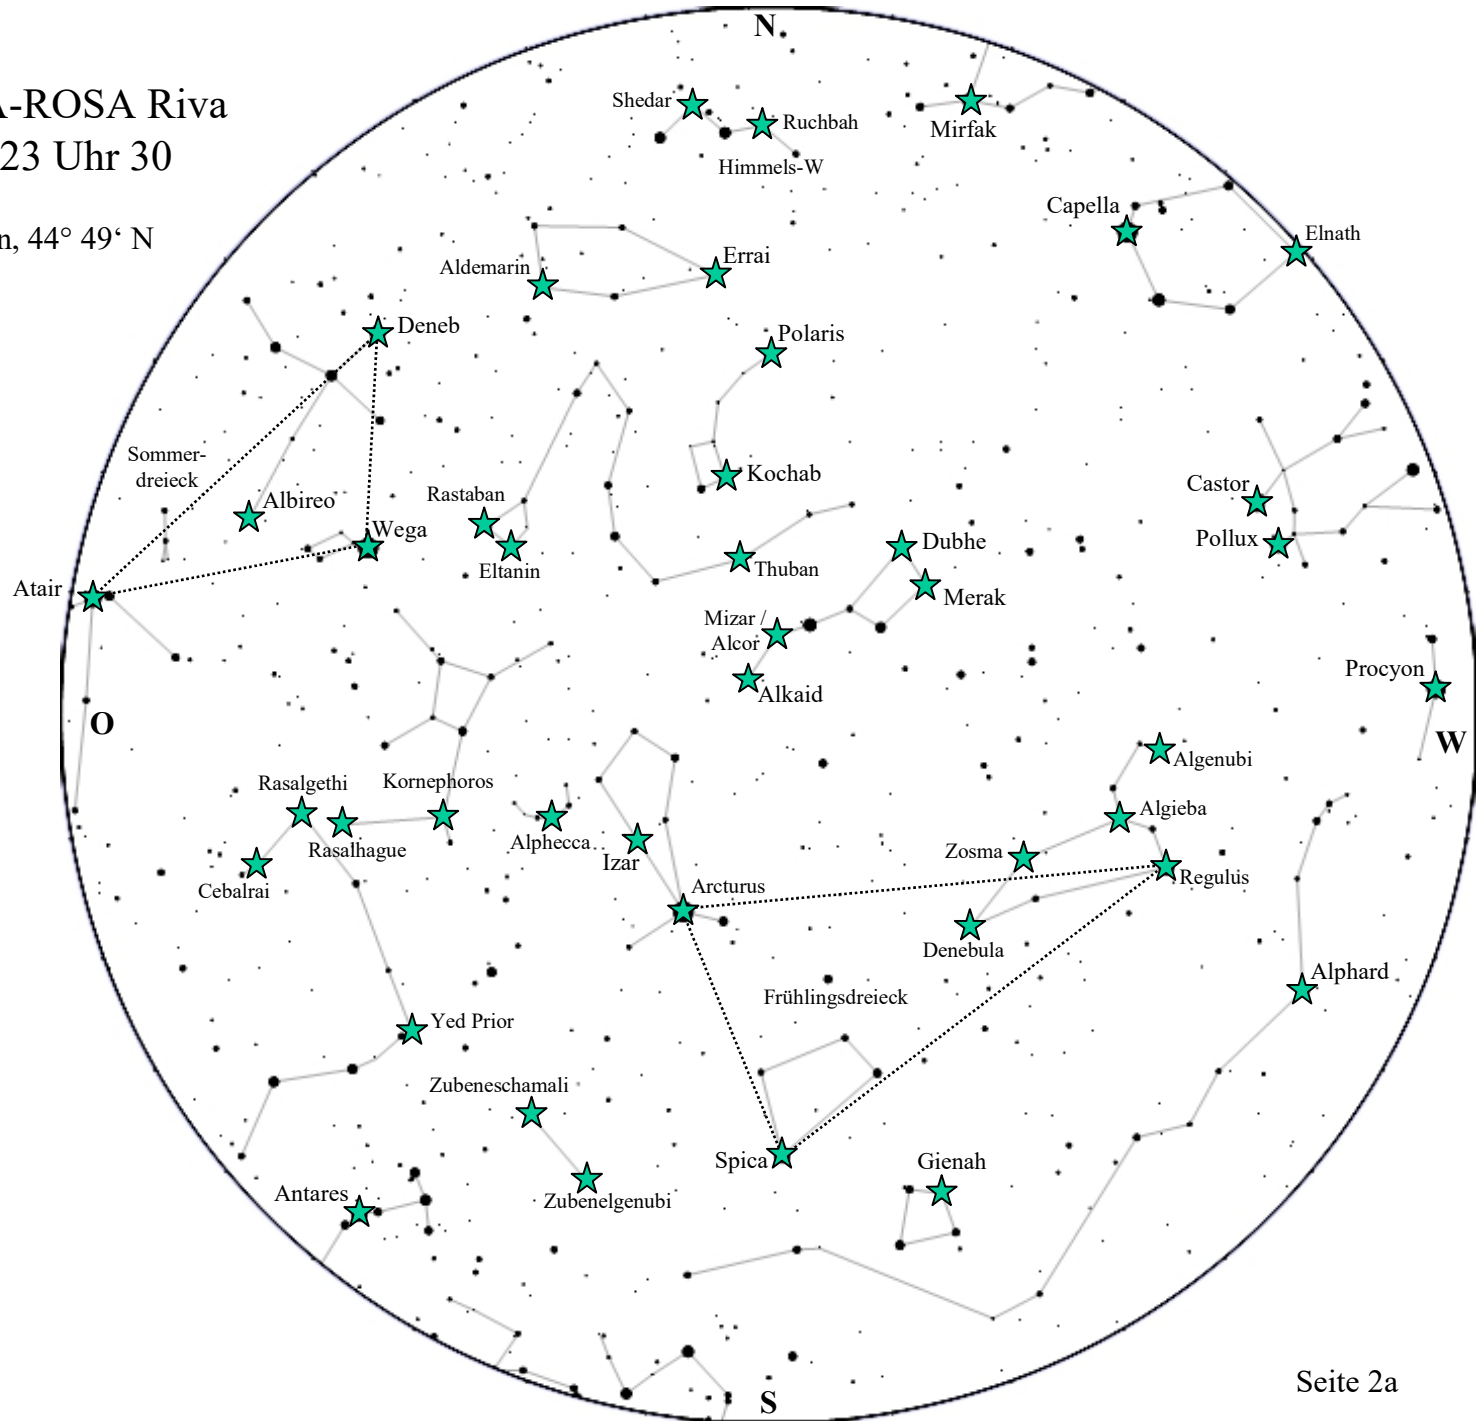 N
A-ROSA Riva
23 Uhr 30
n, 44° 49‘ N
Shedar
Ruchbah
Himmels-W
Mirfak
Capella
Elnath
Aldemarin
Errai
Deneb
Polaris
Sommer-
dreieck
Albireo
Wega
Rastaban
Eltanin
Kochab
Thuban
Dubhe
Merak
Castor
Pollux
Atair
Mizar /
Alcor
Alkaid
Procyon
O
W
Algenubi
Rasalgethi
Kornephoros
Rasalhague
Cebalrai
Alphecca
Izar
Arcturus
Algieba
Zosma
Regulus
Denebula
Alphard
Frühlingsdreieck
Yed Prior
Zubeneschamali
Zubenelgenubi
Spica
Gienah
Antares
S
Seite 2a